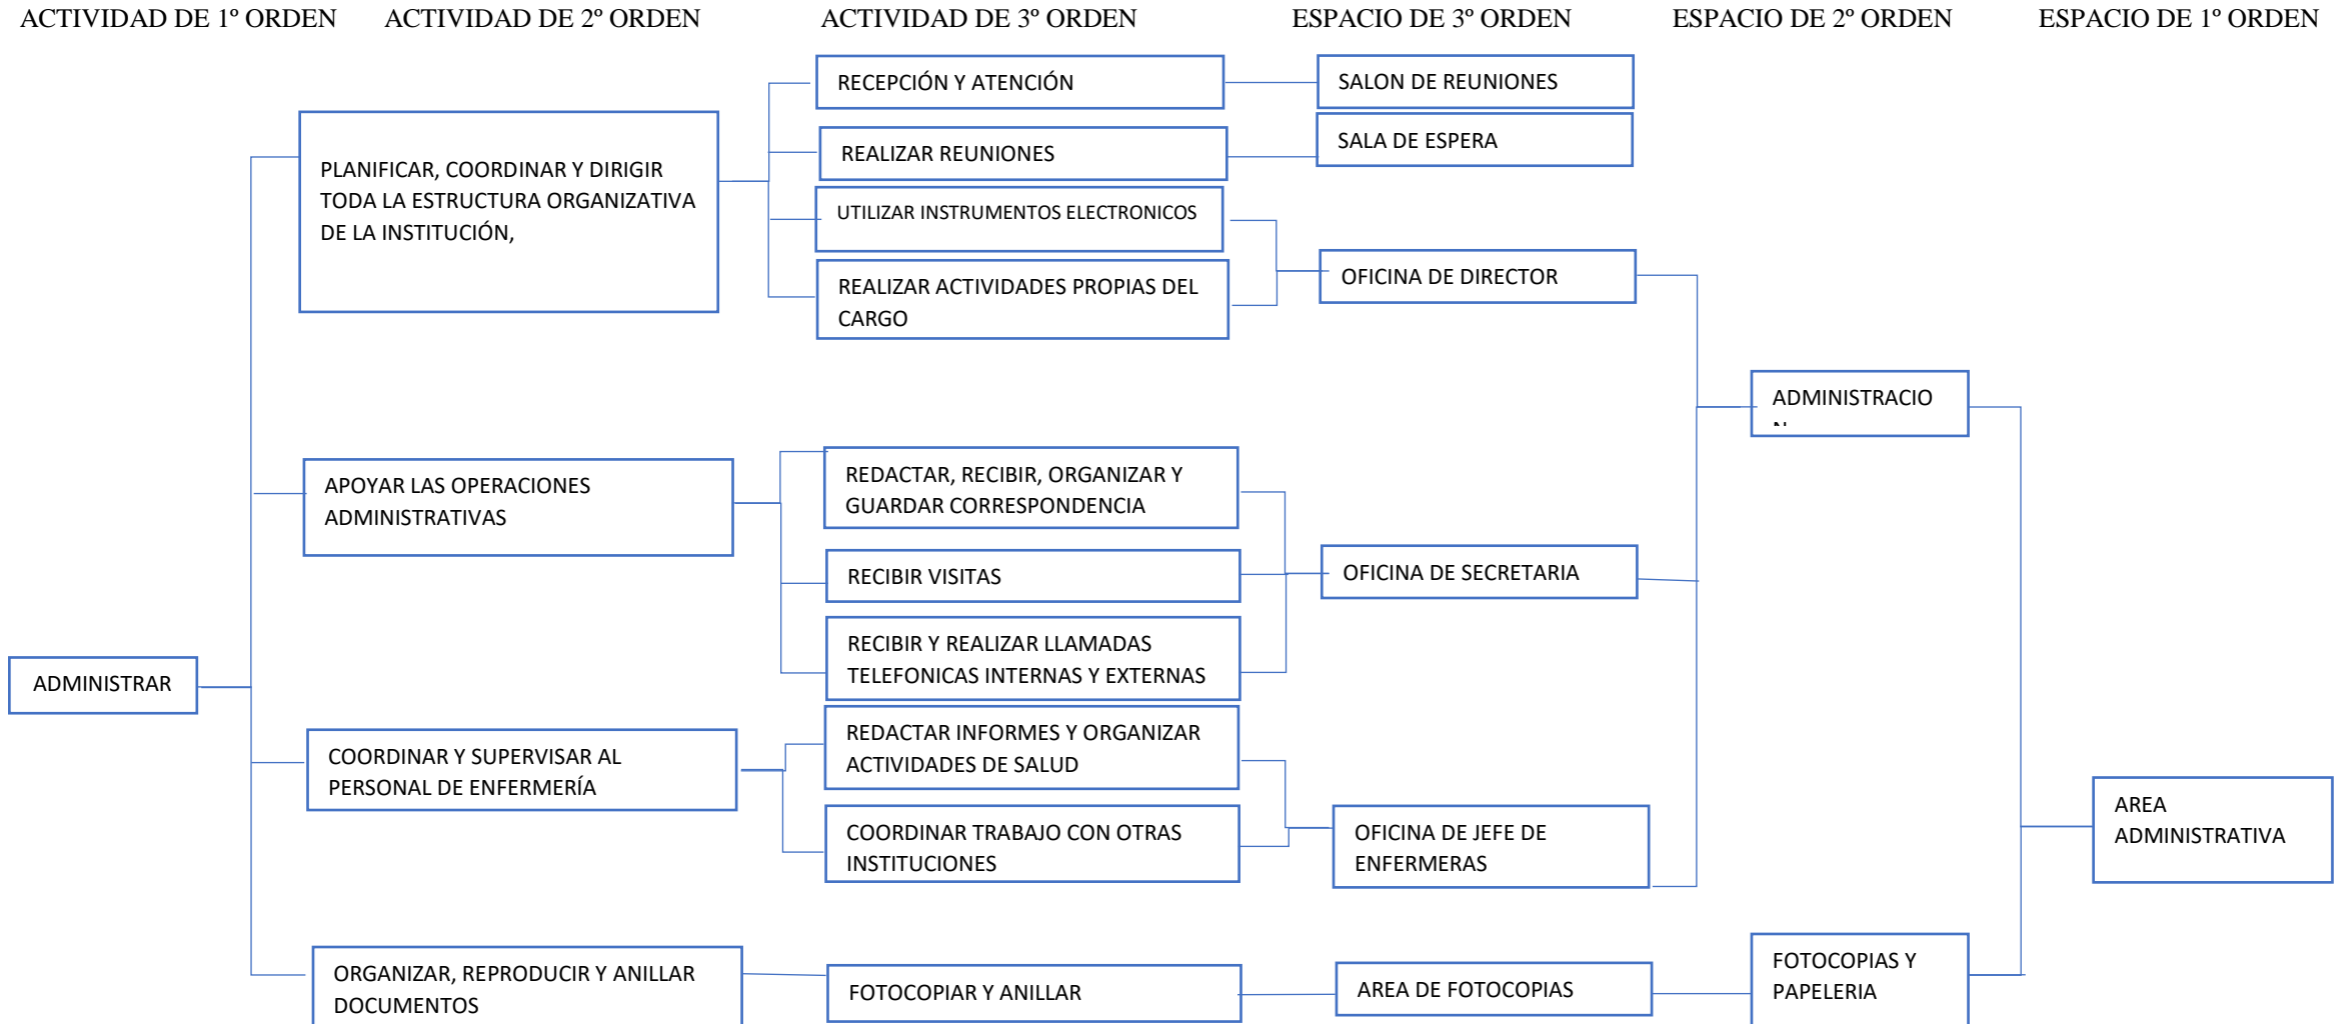 ACTIVIDAD DE 1º ORDEN
ACTIVIDAD DE 2º ORDEN
ACTIVIDAD DE 3º ORDEN
ESPACIO DE 3º ORDEN
ESPACIO DE 2º ORDEN
ESPACIO DE 1º ORDEN
ADMINISTRAR
PLANIFICAR, COORDINAR Y DIRIGIR
TODA LA ESTRUCTURA ORGANIZATIVA
DE LA INSTITUCIÓN,
APOYAR LAS OPERACIONES
ADMINISTRATIVAS
COORDINAR Y SUPERVISAR AL
PERSONAL DE ENFERMERÍA
ORGANIZAR, REPRODUCIR Y ANILLAR
DOCUMENTOS
RECEPCIÓN Y ATENCIÓN
REALIZAR REUNIONES
UTILIZAR INSTRUMENTOS ELECTRONICOS
REALIZAR ACTIVIDADES PROPIAS DEL
CARGO
REDACTAR, RECIBIR, ORGANIZAR Y
GUARDAR CORRESPONDENCIA
RECIBIR VISITAS
RECIBIR Y REALIZAR LLAMADAS
TELEFONICAS INTERNAS Y EXTERNAS
REDACTAR INFORMES Y ORGANIZAR
ACTIVIDADES DE SALUD
COORDINAR TRABAJO CON OTRAS
INSTITUCIONES
FOTOCOPIAR Y ANILLAR
SALON DE REUNIONES
SALA DE ESPERA
OFICINA DE DIRECTOR
OFICINA DE SECRETARIA
OFICINA DE JEFE DE
ENFERMERAS
AREA DE FOTOCOPIAS
ADMINISTRACIO
N
FOTOCOPIAS Y
PAPELERIA
AREA
ADMINISTRATIVA